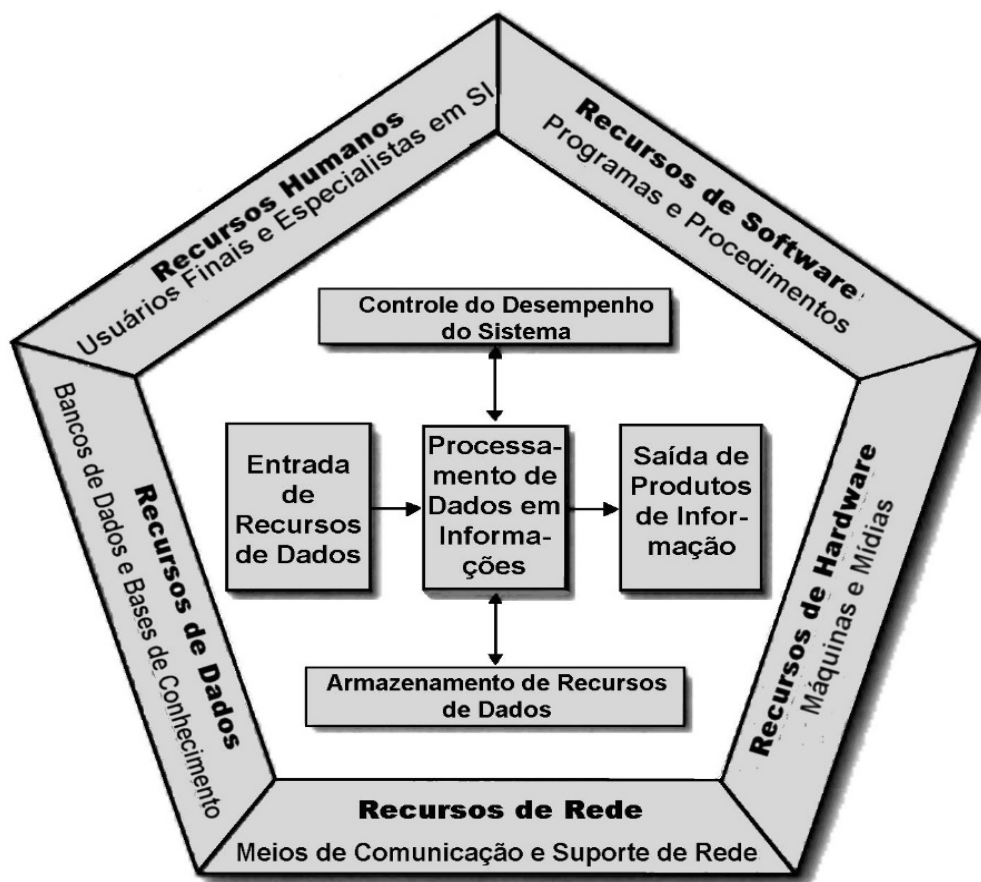 Recursos Humanos
Usuários Finais e Especialistas em SI
Recursos de Software
Programas e Procedimentos
Controle do Desempenho
do Sistema
Entrada
de
Recursos
de Dados
Processa-
mento de
Dados em
Informa-
ções
Saída de
Produtos
de Infor-
mação
Armazenamento de Recursos
de Dados
Recursos de Dados
Bancos de Dados e Bases de Conhecimento
Recursos de Hardware
Máquinas e Mídias
Recursos de Rede
Meios de Comunicação e Suporte de Rede